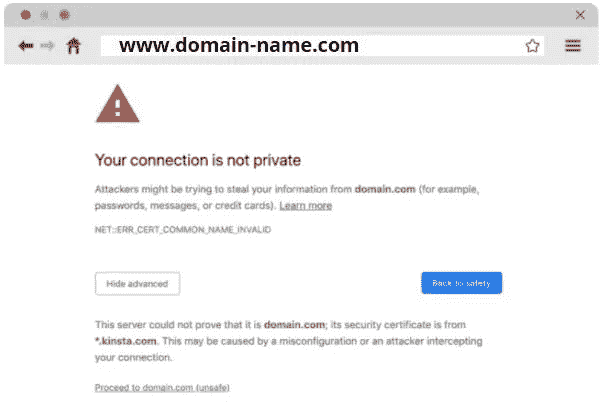 www.domain-name.com
Your connection is not private
Attackers might be trying to steal your information from domain.com (for example,
passwords, messages, or credit cards). Learn more
NET::ERR_CERT_COMMON_NAME_INVALID
Hide advanced
Back to safety
This server could not prove that it is domain.com; its security certificate is from
*.kinsta.com. This may be caused by a misconfiguration or an attacker intercepting
your connection.
Proceed to domain.com (unsafe)